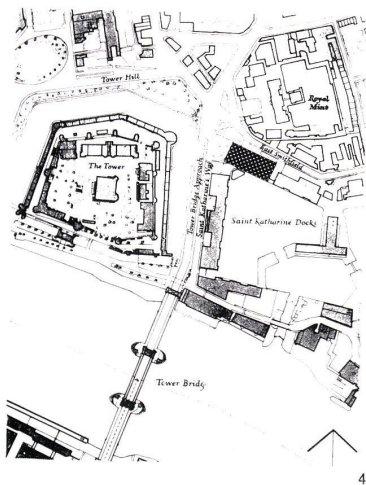 Tower Hill
Royal
Mint
East Smithfield
The Tower
Tower Bridge Approach
Saint Katharine's Way
Saint Katharine Docks
Tower Bridg
4